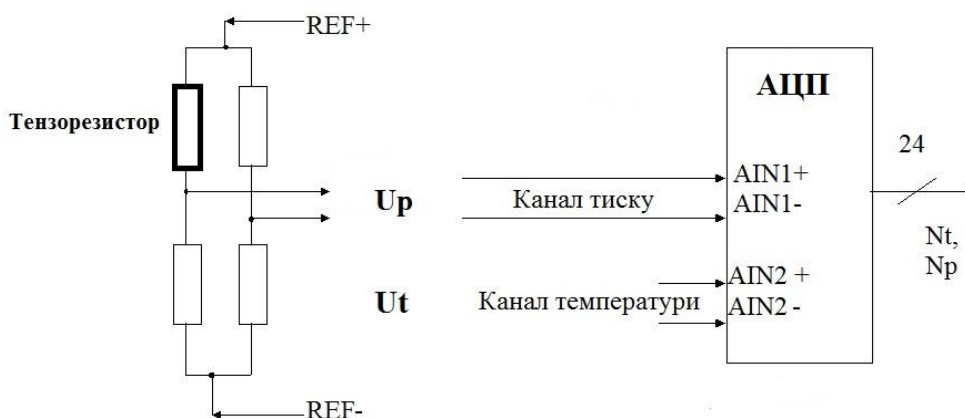 REF+
Тензорезистор
Up
Ut
REF-
Канал тиску
Канал температури
АЦП
AIN1+
AIN1-
AIN2 +
AIN2 -
24
Nt,
Np